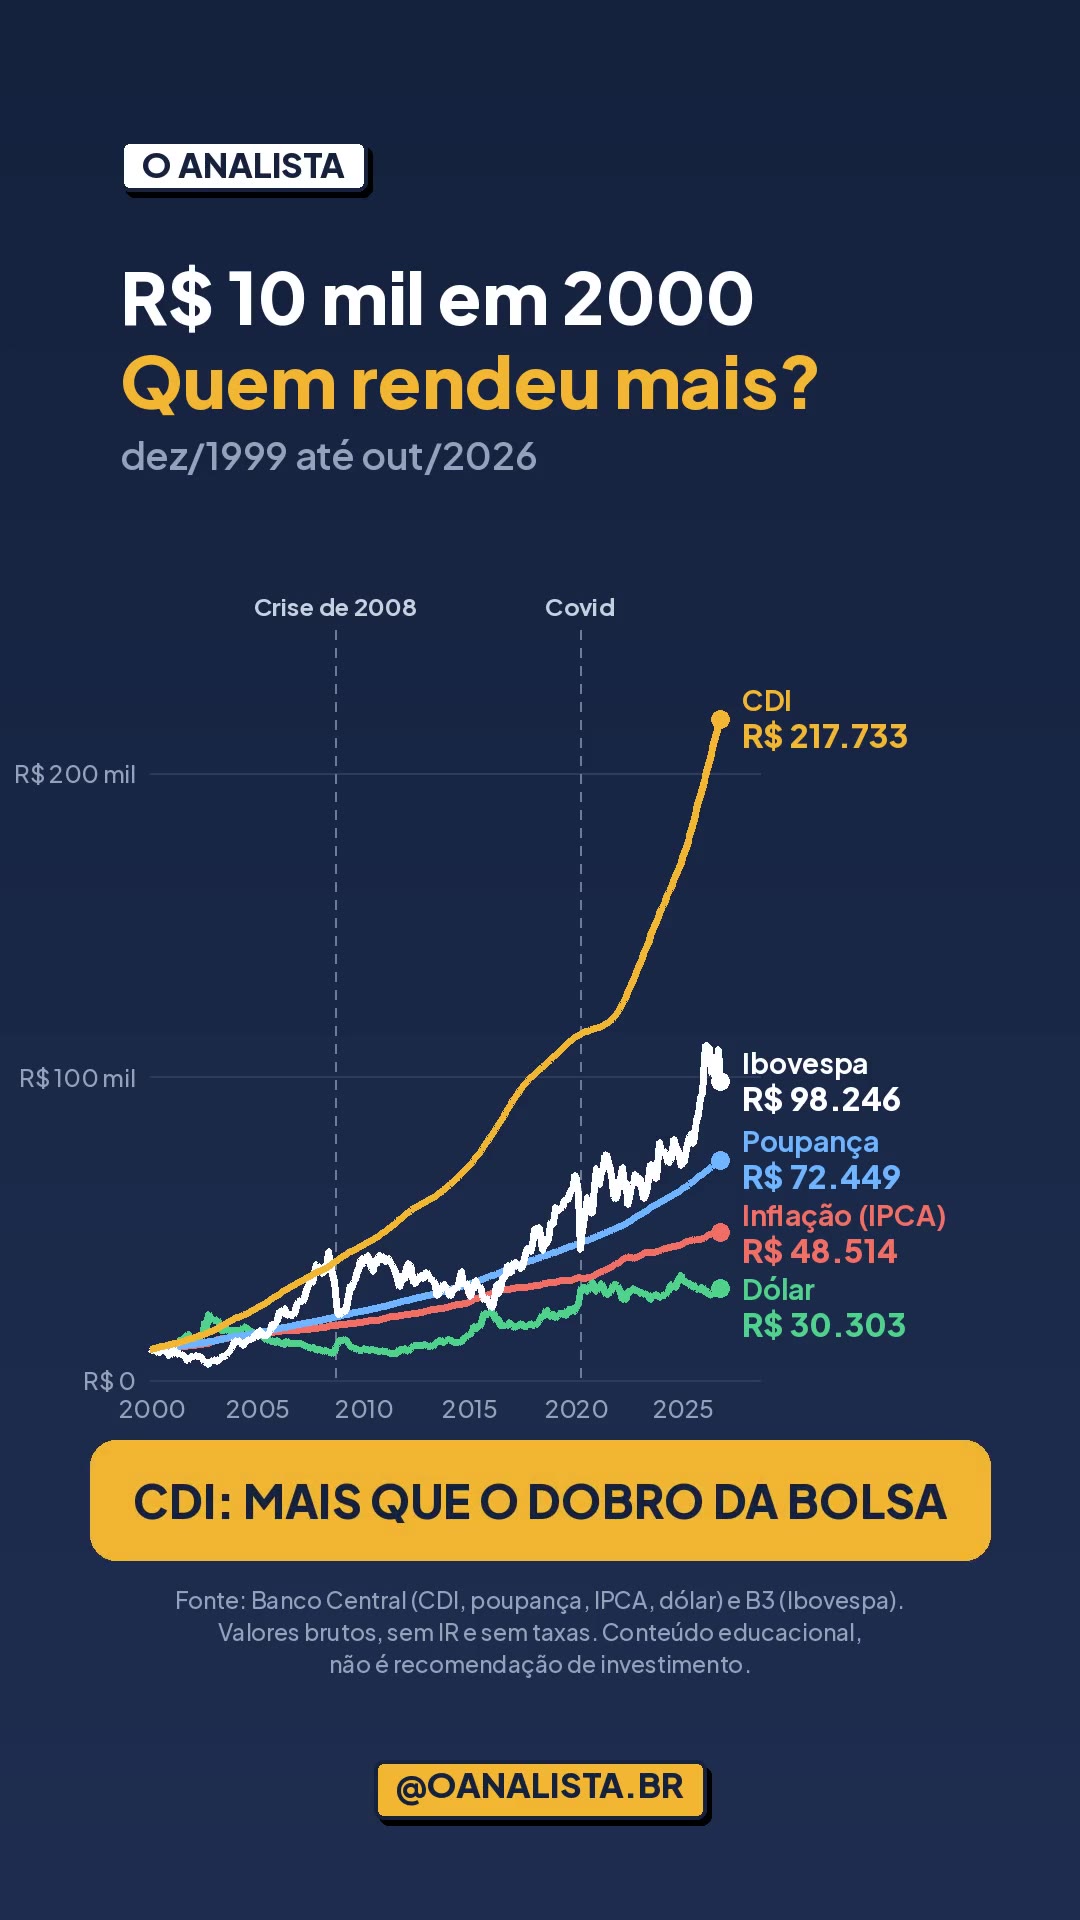 O ANALISTA
R$ 10 mil em 2000
Quem rendeu mais?
dez/1999 até out/2026
Crise de 2008
Covid
CDI
R$ 217.733
R$ 200 mil
R$ 100 mil
Ibovespa
R$ 98.246
Poupança
R$ 72.449
Inflação (IPCA)
R$ 48.514
Dólar
R$ 30.303
R$ 0
2000 2005 2010 2015 2020 2025
CDI: MAIS QUE O DOBRO DA BOLSA
Fonte: Banco Central (CDI, poupança, IPCA, dólar) e B3 (Ibovespa).
Valores brutos, sem IR e sem taxas. Conteúdo educacional,
não é recomendação de investimento.
@OANALISTA.BR